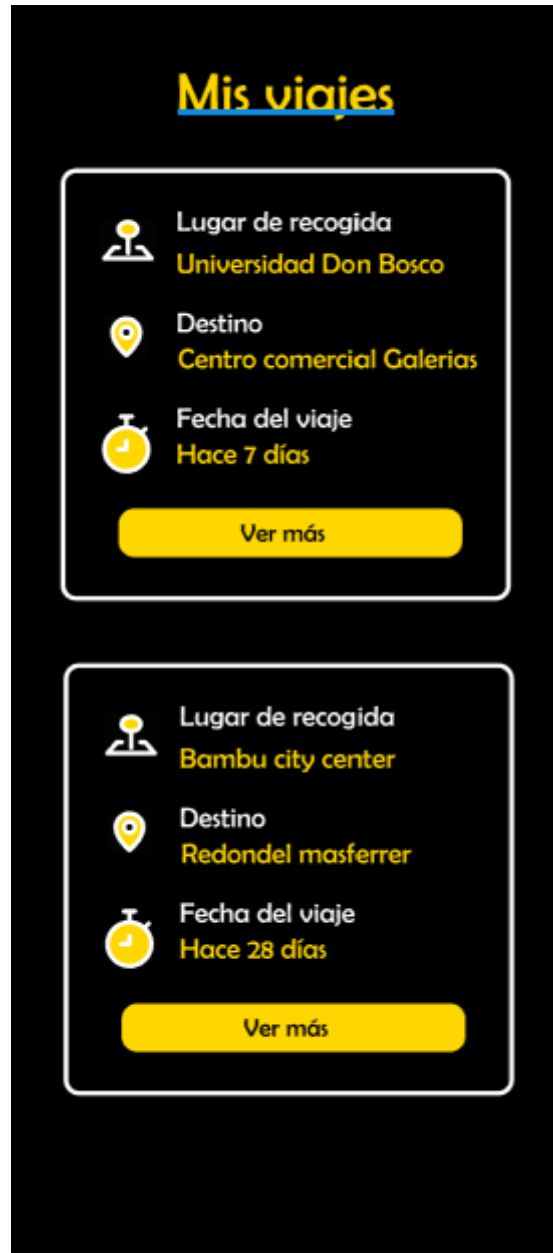 Mis viajes
Lugar de recogida
Universidad Don Bosco
Destino
Centro comercial Galerias
Fecha del viaje
Hace 7 días
Ver más
Lugar de recogida
Bambu city center
Destino
Redondel masferrer
Fecha del viaje
Hace 28 días
Ver más